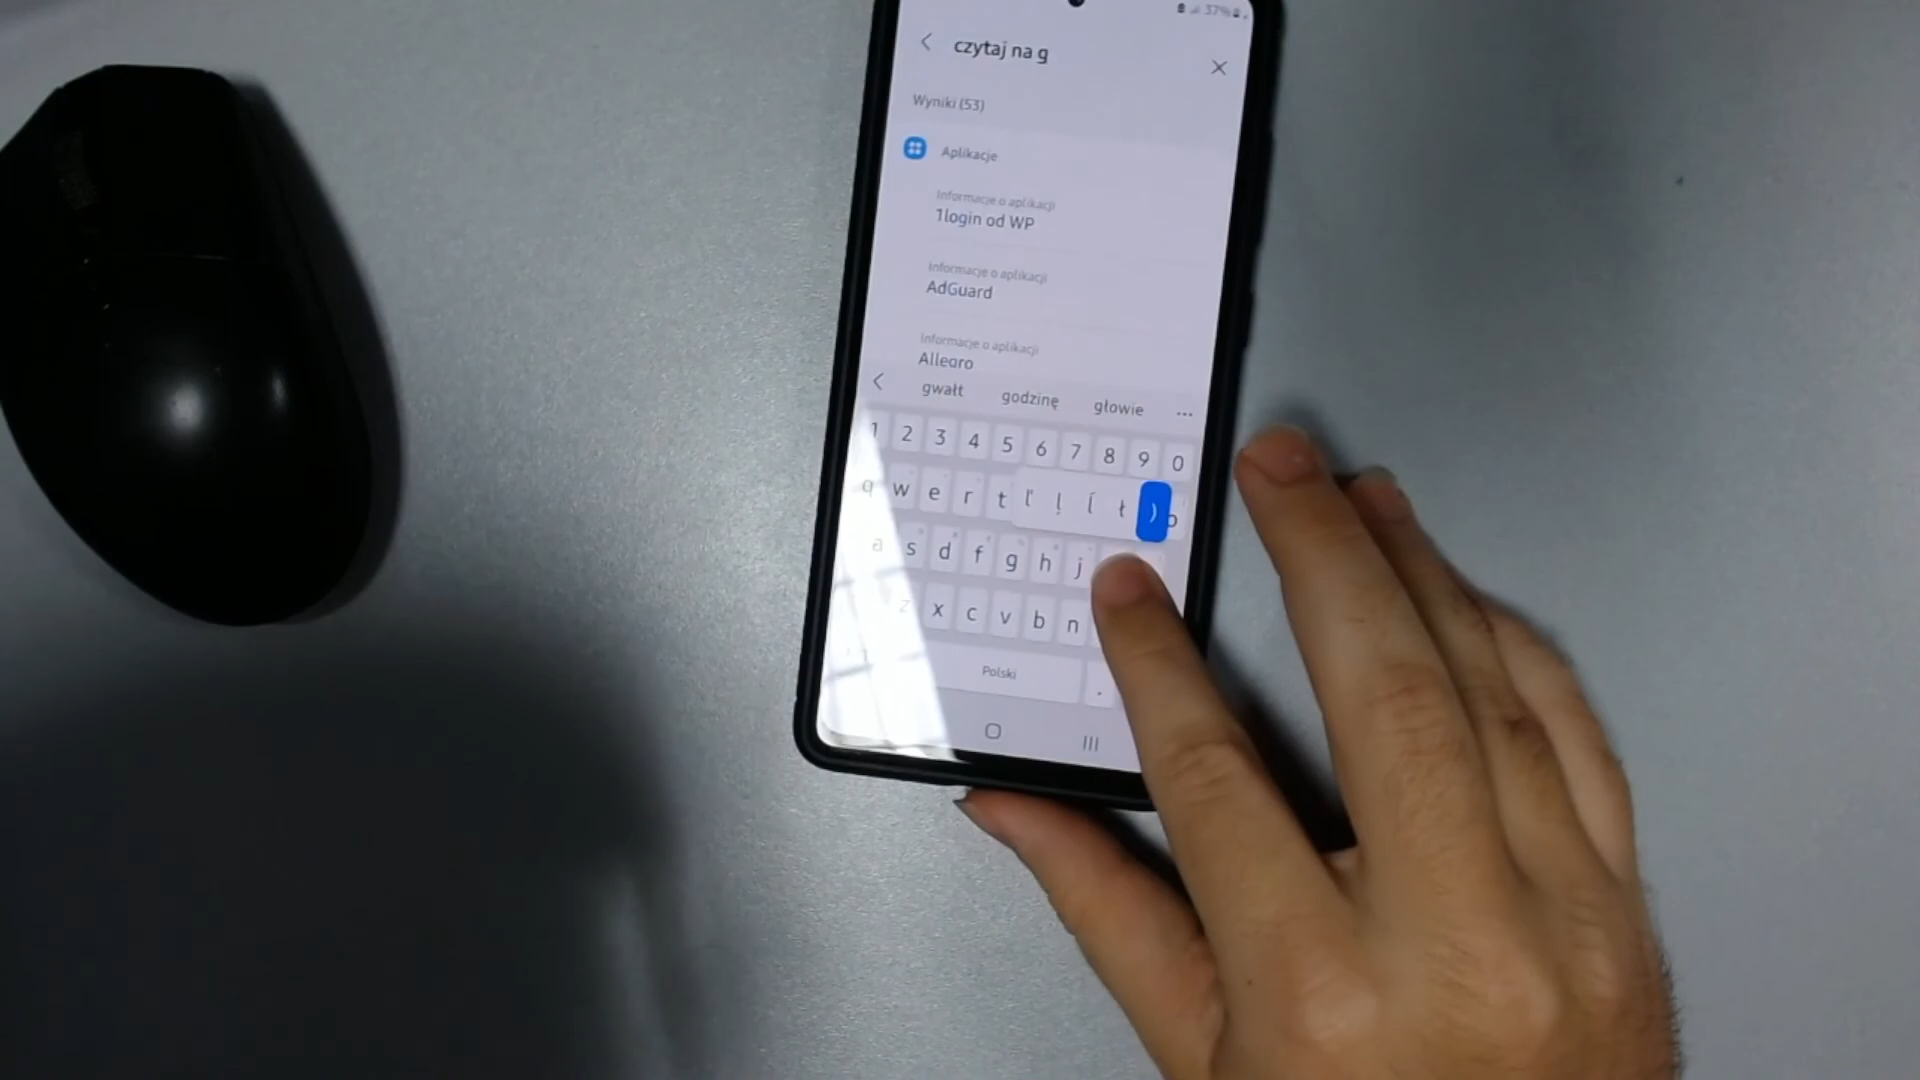 37%
czytaj na g
Wyniki (53)
Aplikacje
Informacje o aplikacji
1login od WP
Informacje o aplikacji
AdGuard
Informacje o aplikacji
Allegro
gwałt godzinę głowie ...
1 2 3 4 5 6 7 8 9 0
q w e r t ľ ļ ĺ ł )
a s d f g h j
z x c v b n
Polski .